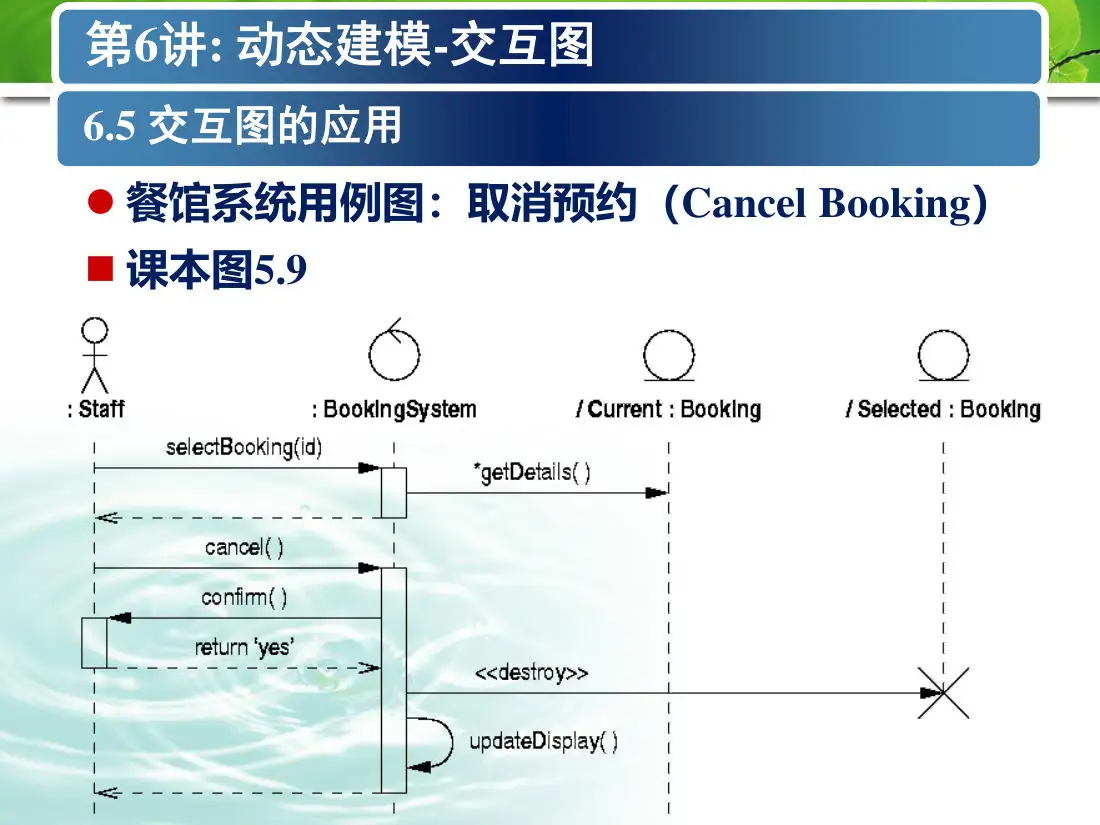 第6讲: 动态建模-交互图
6.5 交互图的应用
餐馆系统用例图：取消预约（Cancel Booking）
课本图5.9
: Staff
: BookingSystem
/ Current : Booking
/ Selected : Booking
selectBooking(id)
*getDetails( )
cancel( )
confirm( )
return 'yes'
<<destroy>>
updateDisplay( )